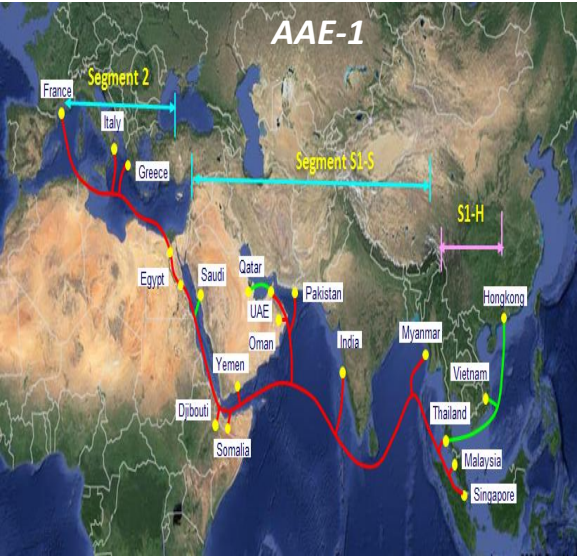 AAE-1
Segment 2
France
Italy
Greece
Segment S1-S
S1-H
Egypt
Saudi
Qatar
UAE
Pakistan
Oman
Hongkong
India
Myanmar
Yemen
Vietnam
Djibouti
Somalia
Thailand
Malaysia
Singapore